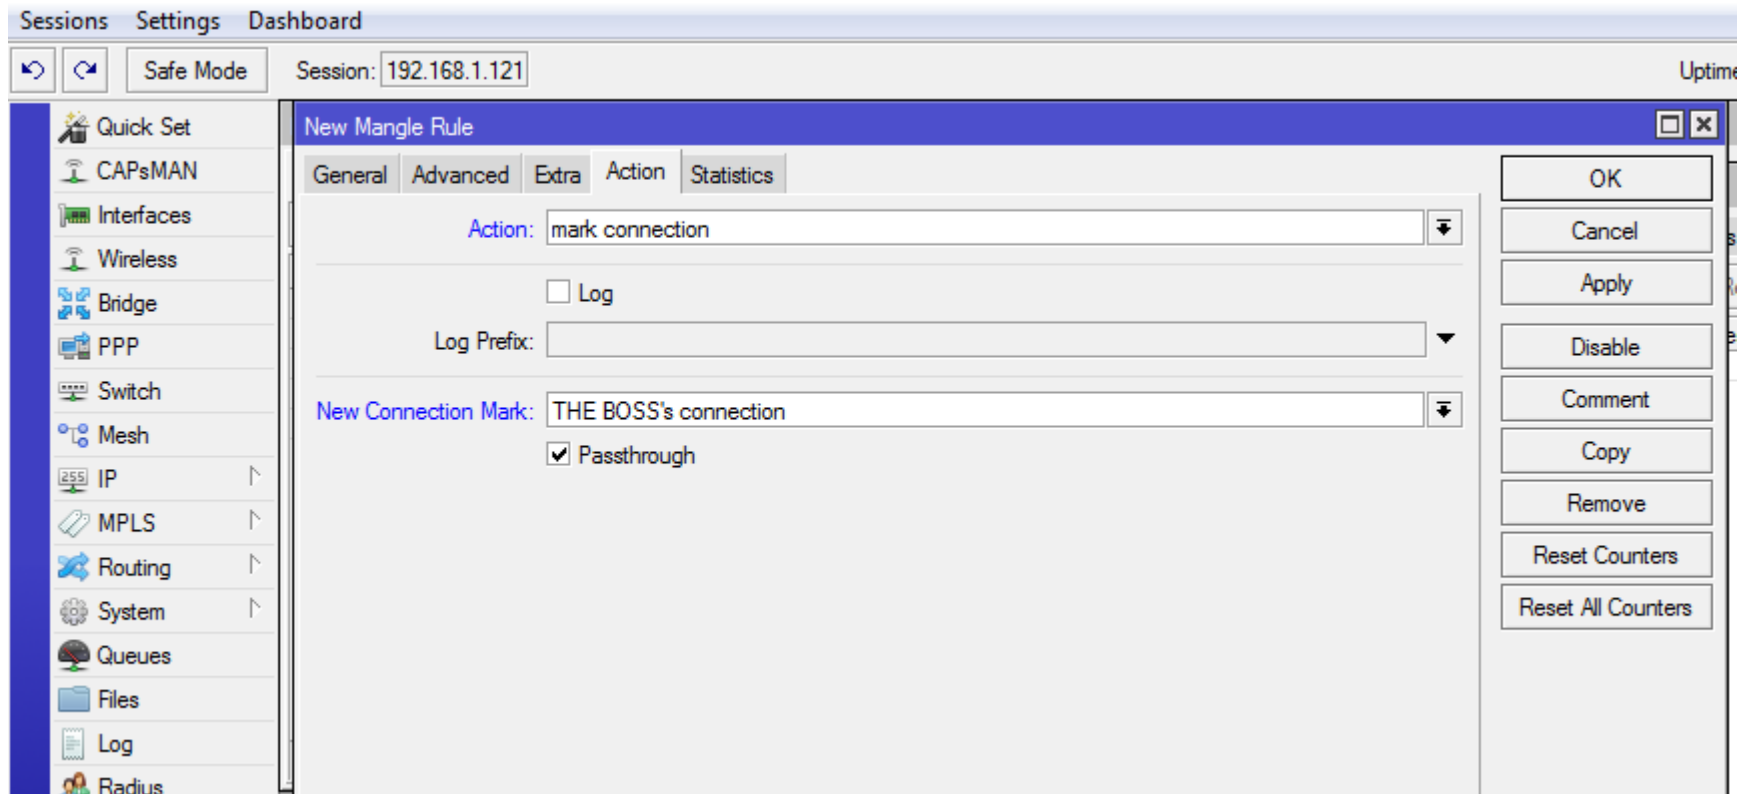 Sessions Settings Dashboard
Safe Mode Session: 192.168.1.121
Quick Set
CAPsMAN
Interfaces
Wireless
Bridge
PPP
Switch
Mesh
255 IP
MPLS
Routing
System
Queues
Files
Log
Radius
New Mangle Rule
General Advanced Extra Action Statistics
Action: mark connection
Log
Log Prefix:
New Connection Mark: THE BOSS's connection
Passthrough
OK
Cancel
Apply
Disable
Comment
Copy
Remove
Reset Counters
Reset All Counters